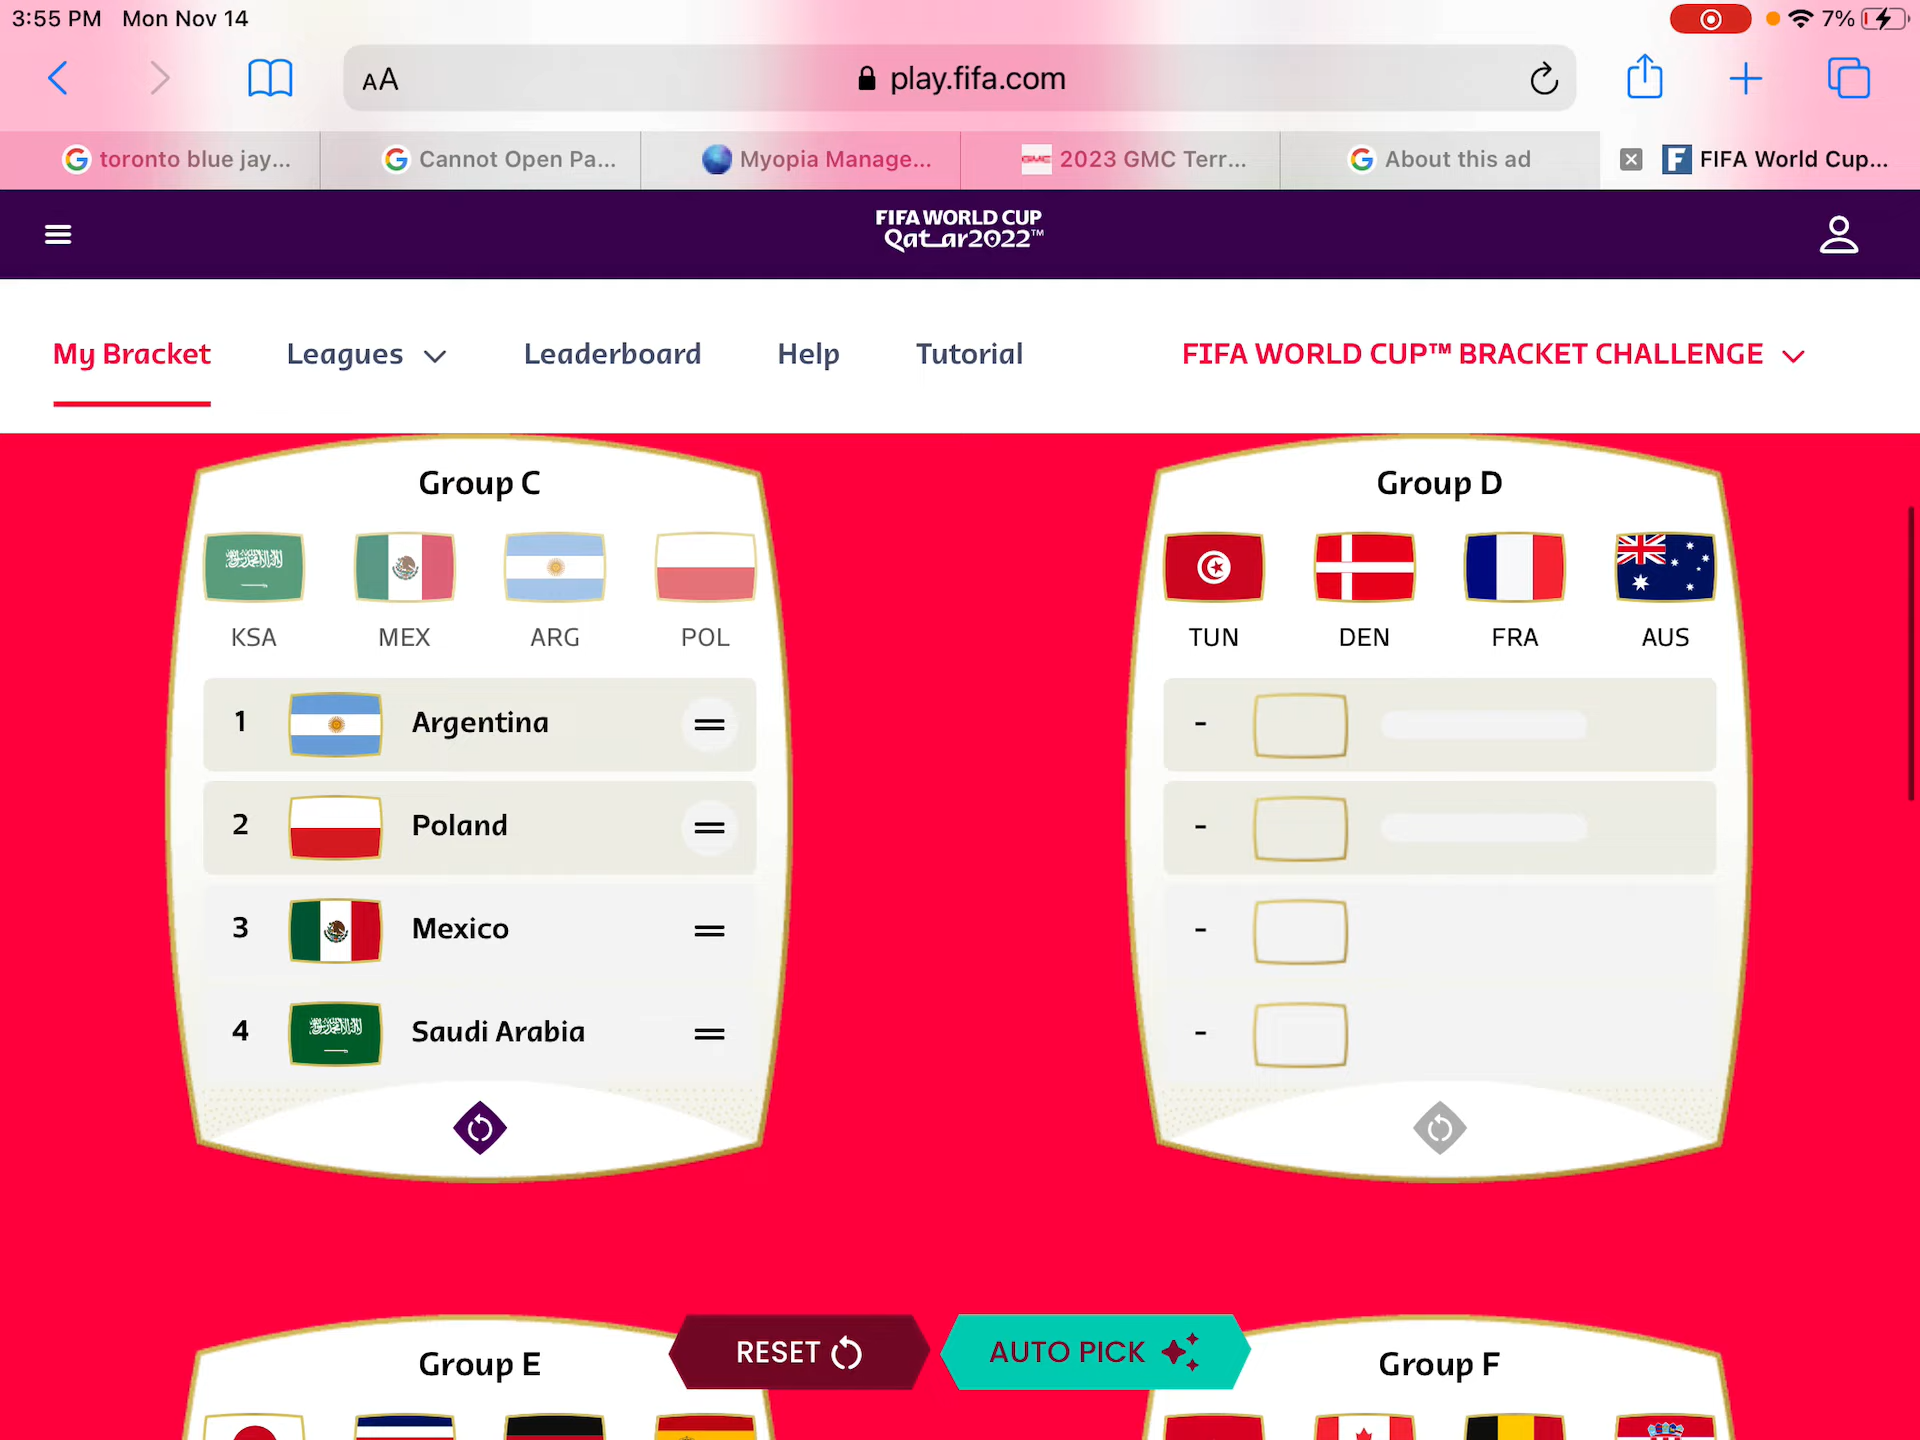 3:55 PM Mon Nov 14
7%
AA
play.fifa.com
toronto blue jay...
Cannot Open Pa...
Myopia Manage...
GMC
2023 GMC Terr...
About this ad
FIFA World Cup...
FIFA WORLD CUP
Qatar2022™
My Bracket
Leagues
Leaderboard
Help
Tutorial
FIFA WORLD CUP™ BRACKET CHALLENGE
Group C
KSA MEX ARG POL
1 Argentina
2 Poland
3 Mexico
4 Saudi Arabia
Group D
TUN DEN FRA AUS
-
-
-
-
RESET
AUTO PICK
Group E
Group F